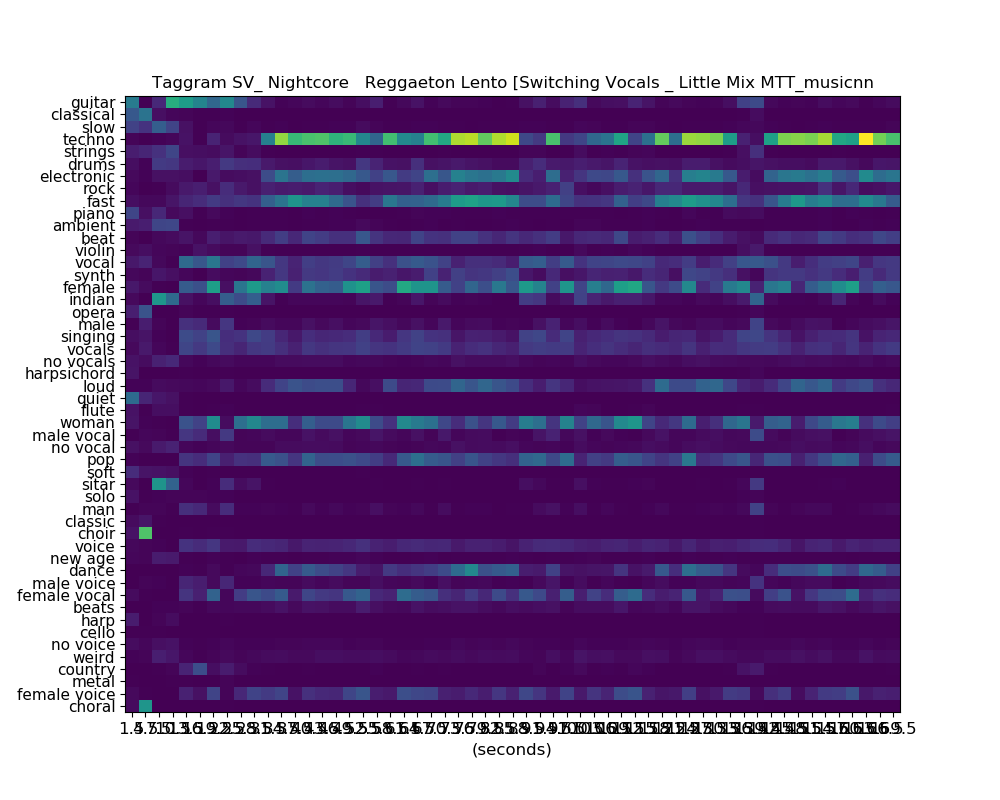 Taggram SV_ Nightcore   Reggaeton Lento [Switching Vocals _ Little Mix MTT_musicnn
guitar
classical
slow
techno
strings
drums
electronic
rock
fast
piano
ambient
beat
violin
vocal
synth
female
indian
opera
male
singing
vocals
no vocals
harpsichord
loud
quiet
flute
woman
male vocal
no vocal
pop
soft
sitar
solo
man
classic
choir
voice
new age
dance
male voice
female vocal
beats
harp
cello
no voice
weird
country
metal
female voice
choral
(seconds)